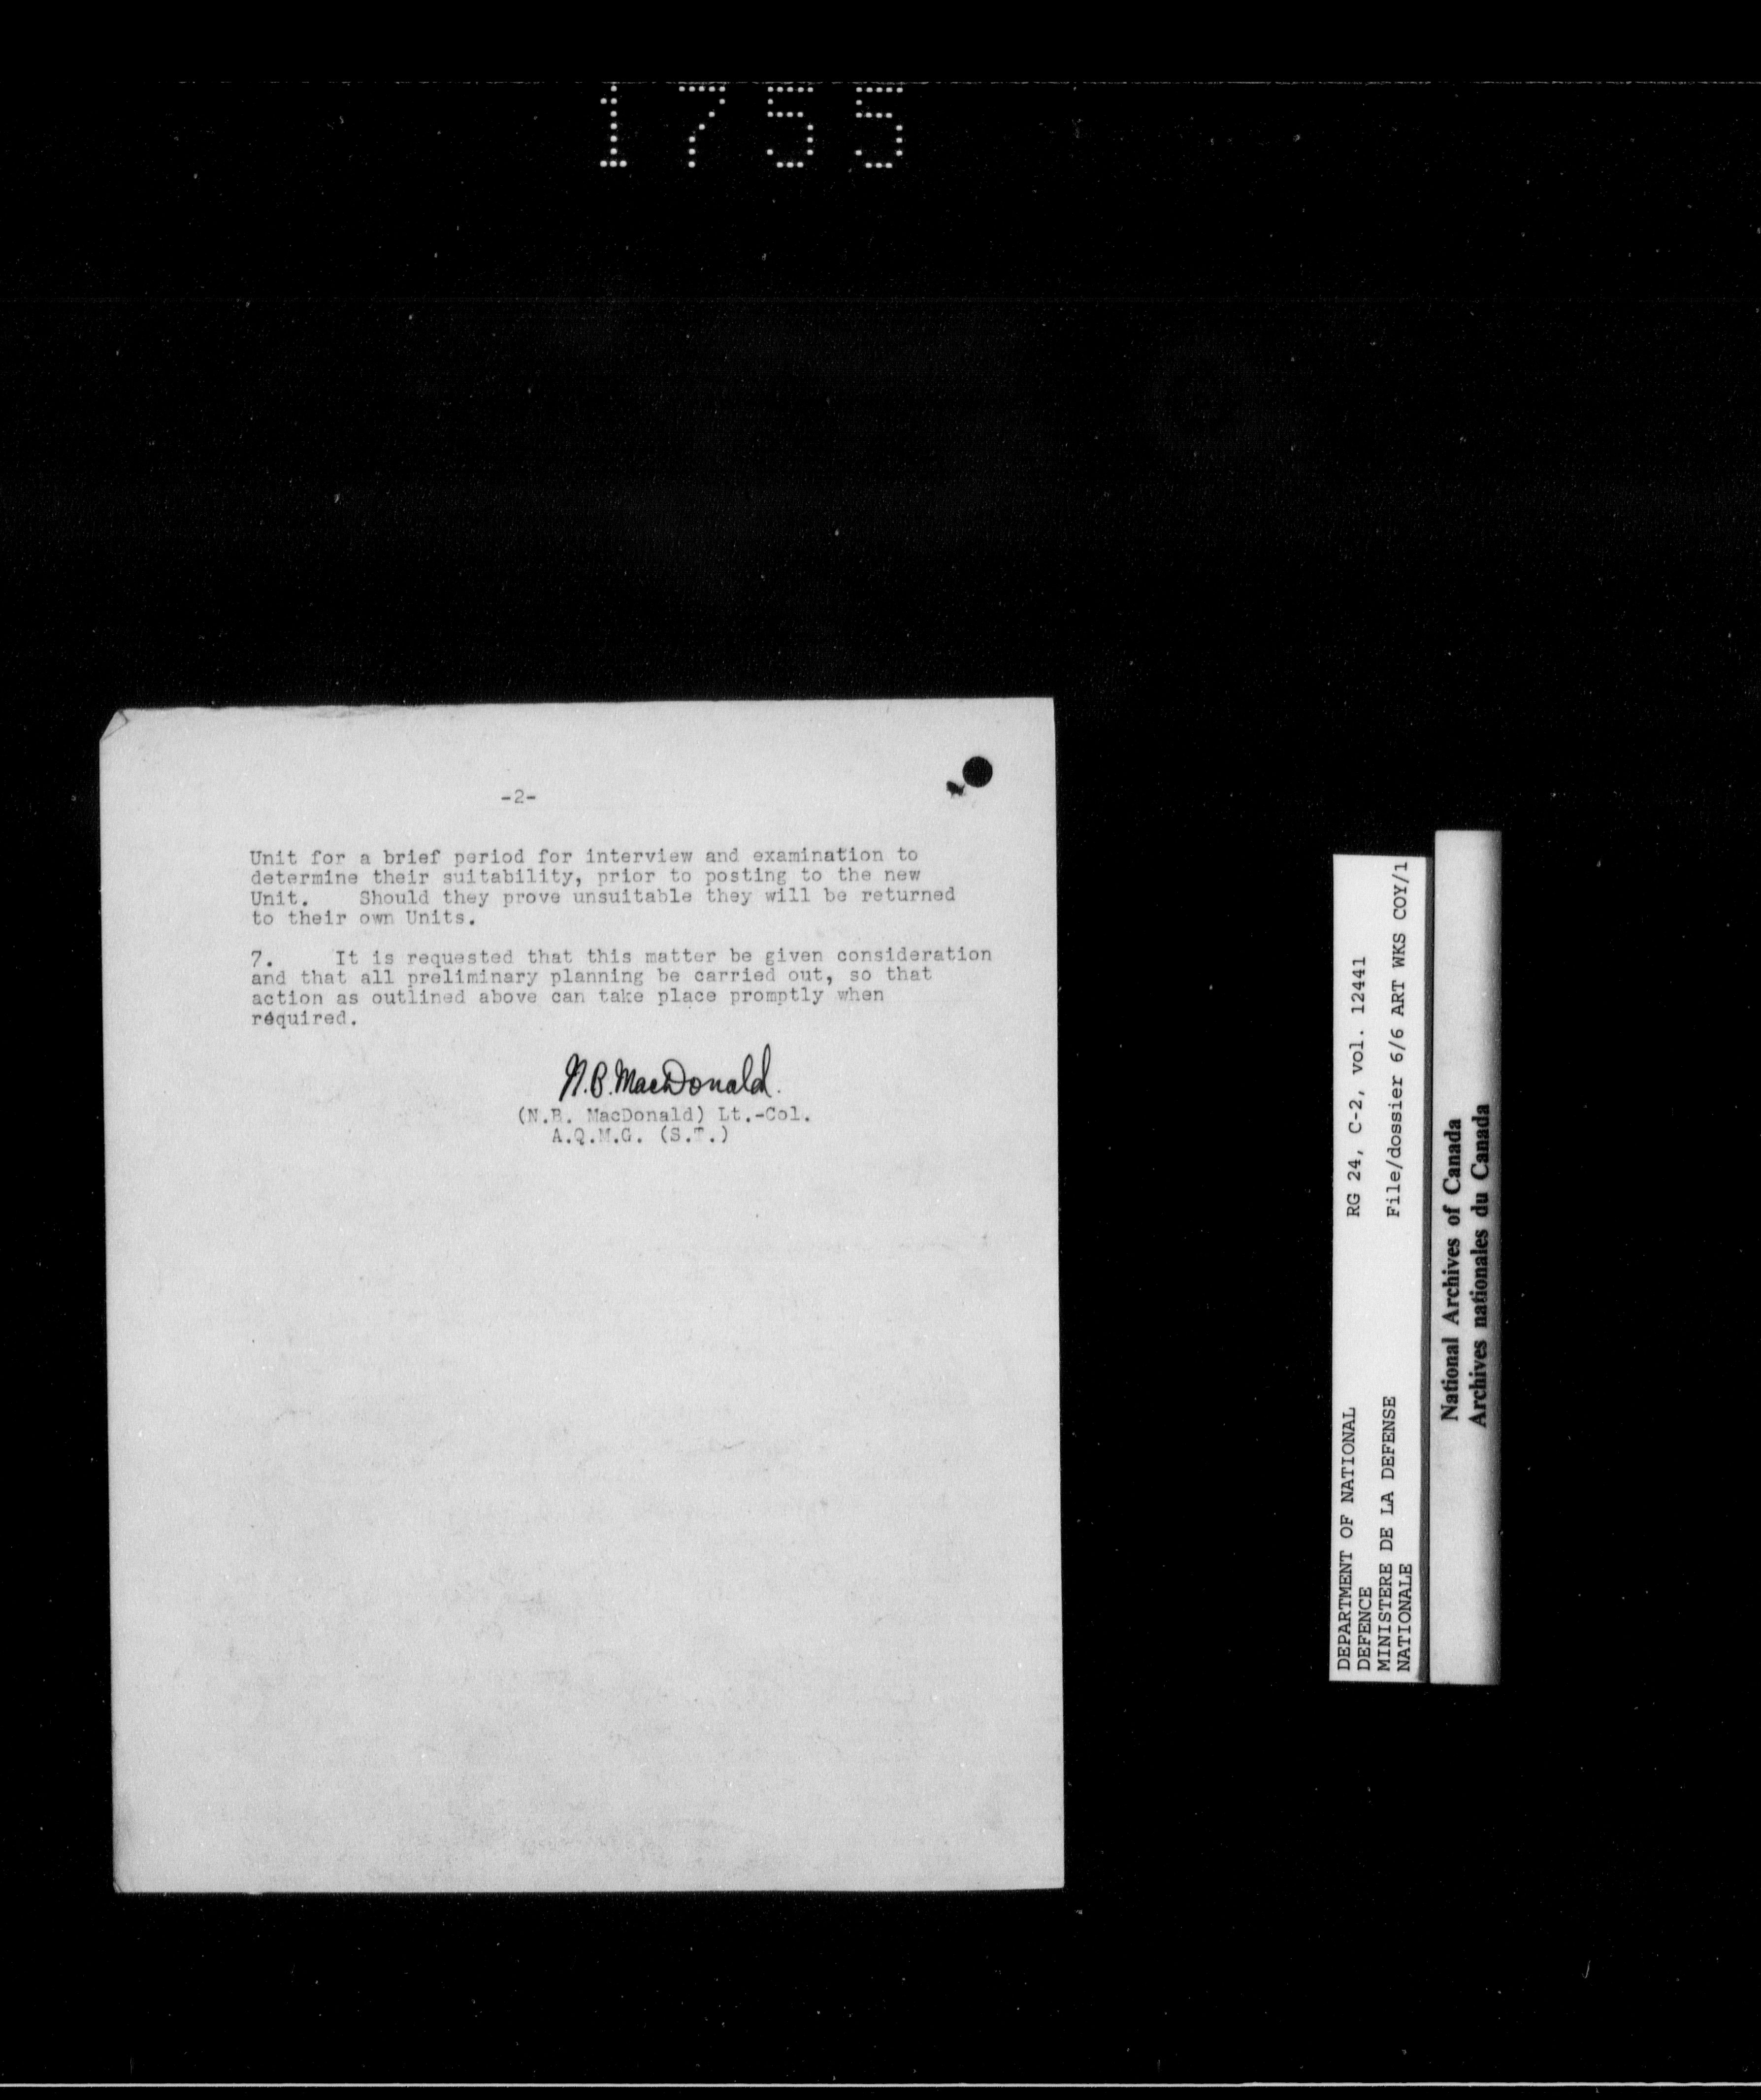 1755
-2-
Unit for a brief period for interview and examination to
determine their suitability, prior to posting to the new
Unit.    Should they prove unsuitable they will be returned
to their own Units.
7.     It is requested that this matter be given consideration
and that all preliminary planning be carried out, so that
action as outlined above can take place promptly when
required.
N.B. MacDonald.
(N.B. MacDonald) Lt.-Col.
A.Q.M.G. (S.T.)
DEPARTMENT OF NATIONAL
DEFENCE
MINISTERE DE LA DEFENSE
NATIONALE
RG 24, C-2, vol. 12441
File/dossier 6/6 ART WKS COY/1
National Archives of Canada
Archives nationales du Canada